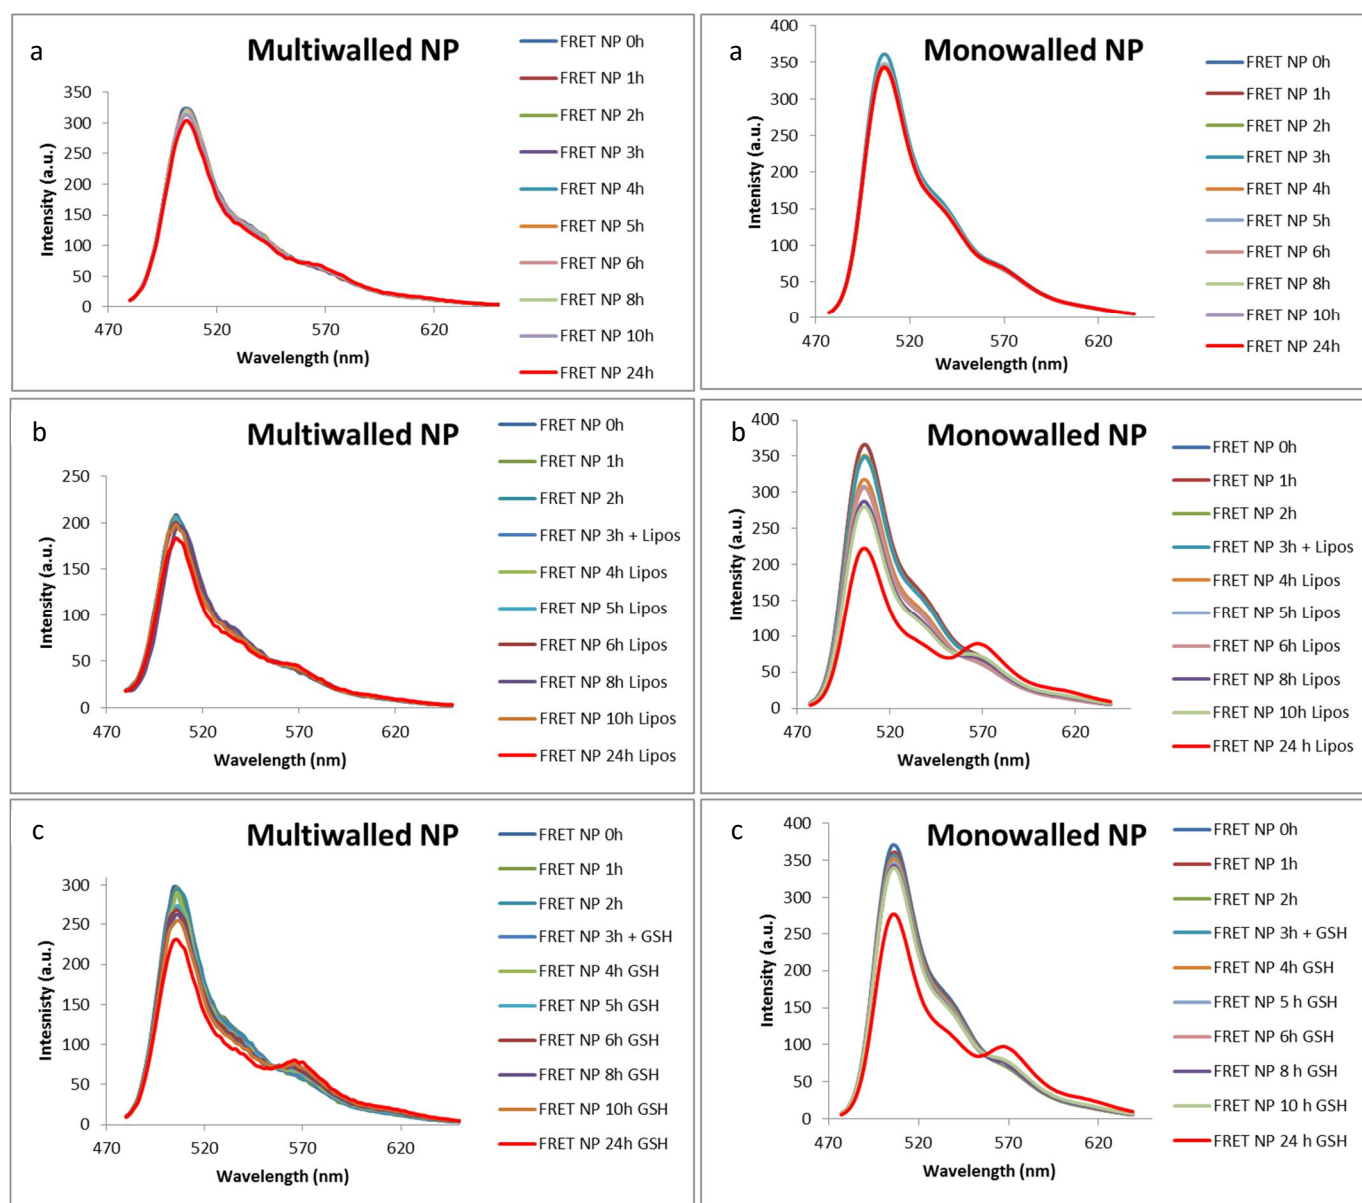 a
Multiwalled NP
350
300
250
200
150
100
50
0
470
520
570
620
Intensity (a.u.)
Wavelength (nm)
FRET NP 0h
FRET NP 1h
FRET NP 2h
FRET NP 3h
FRET NP 4h
FRET NP 5h
FRET NP 6h
FRET NP 8h
FRET NP 10h
FRET NP 24h
a
Monowalled NP
400
350
300
250
200
150
100
50
0
470
520
570
620
Intenisty (a.u.)
Wavelength (nm)
FRET NP 0h
FRET NP 1h
FRET NP 2h
FRET NP 3h
FRET NP 4h
FRET NP 5h
FRET NP 6h
FRET NP 8h
FRET NP 10h
FRET NP 24h
b
Multiwalled NP
250
200
150
100
50
0
470
520
570
620
Intensity (a.u.)
Wavelength (nm)
FRET NP 0h
FRET NP 1h
FRET NP 2h
FRET NP 3h + Lipos
FRET NP 4h Lipos
FRET NP 5h Lipos
FRET NP 6h Lipos
FRET NP 8h Lipos
FRET NP 10h Lipos
FRET NP 24h Lipos
b
Monowalled NP
400
350
300
250
200
150
100
50
0
470
520
570
620
Intensity (a.u.)
Wavelength (nm)
FRET NP 0h
FRET NP 1h
FRET NP 2h
FRET NP 3h + Lipos
FRET NP 4h Lipos
FRET NP 5h Lipos
FRET NP 6h Lipos
FRET NP 8h Lipos
FRET NP 10h Lipos
FRET NP 24 h Lipos
c
Multiwalled NP
300
250
200
150
100
50
0
470
520
570
620
Intesnisty (a.u.)
Wavelength (nm)
FRET NP 0h
FRET NP 1h
FRET NP 2h
FRET NP 3h + GSH
FRET NP 4h GSH
FRET NP 5h GSH
FRET NP 6h GSH
FRET NP 8h GSH
FRET NP 10h GSH
FRET NP 24h GSH
c
Monowalled NP
400
350
300
250
200
150
100
50
0
470
520
570
620
Intensity (a.u.)
Wavelength (nm)
FRET NP 0h
FRET NP 1h
FRET NP 2h
FRET NP 3h + GSH
FRET NP 4h GSH
FRET NP 5 h GSH
FRET NP 6h GSH
FRET NP 8 h GSH
FRET NP 10 h GSH
FRET NP 24 h GSH